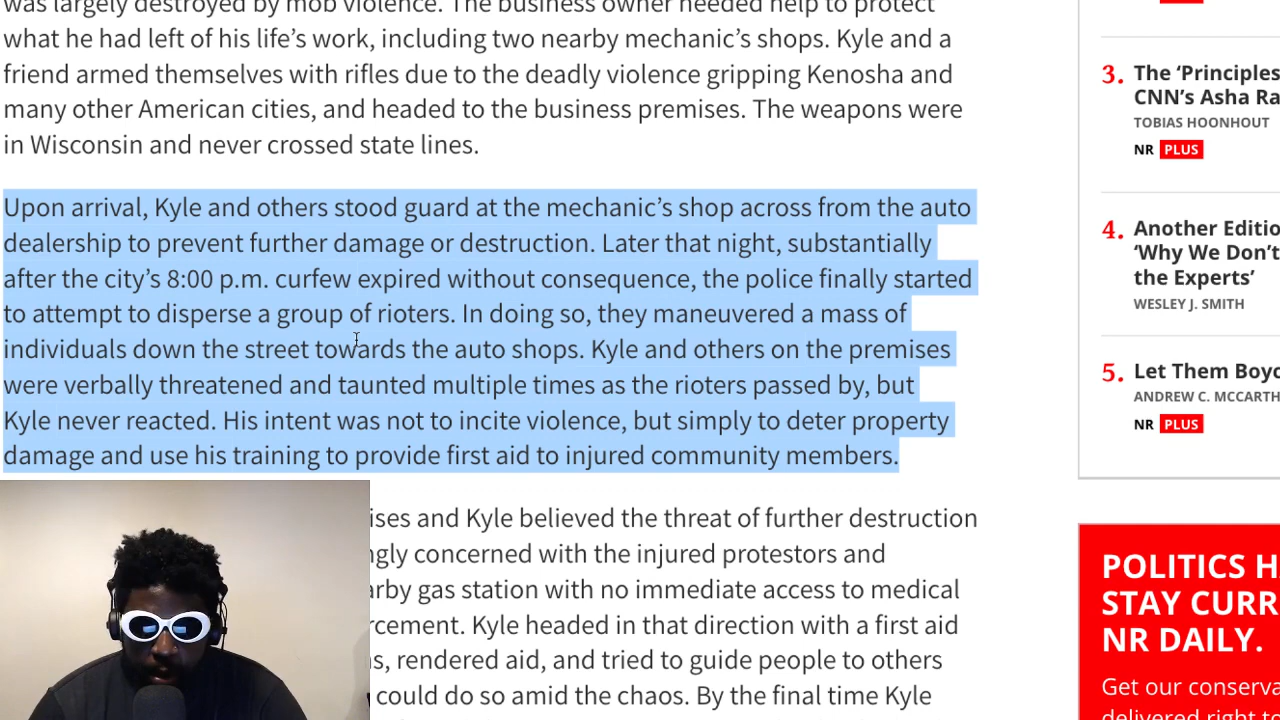 was largely destroyed by mob violence. The business owner needed help to protect
what he had left of his life’s work, including two nearby mechanic’s shops. Kyle and a
friend armed themselves with rifles due to the deadly violence gripping Kenosha and
many other American cities, and headed to the business premises. The weapons were
in Wisconsin and never crossed state lines.
Upon arrival, Kyle and others stood guard at the mechanic’s shop across from the auto
dealership to prevent further damage or destruction. Later that night, substantially
after the city’s 8:00 p.m. curfew expired without consequence, the police finally started
to attempt to disperse a group of rioters. In doing so, they maneuvered a mass of
individuals down the street towards the auto shops. Kyle and others on the premises
were verbally threatened and taunted multiple times as the rioters passed by, but
Kyle never reacted. His intent was not to incite violence, but simply to deter property
damage and use his training to provide first aid to injured community members.
ises and Kyle believed the threat of further destruction
ngly concerned with the injured protestors and
arby gas station with no immediate access to medical
rcement. Kyle headed in that direction with a first aid
s, rendered aid, and tried to guide people to others
could do so amid the chaos. By the final time Kyle
3. The ‘Principles
CNN’s Asha Ra
TOBIAS HOONHOUT
NR PLUS
4. Another Editio
‘Why We Don’t
the Experts’
WESLEY J. SMITH
5. Let Them Boyc
ANDREW C. MCCARTH
NR PLUS
POLITICS H
STAY CURR
NR DAILY.
Get our conserva
delivered right to